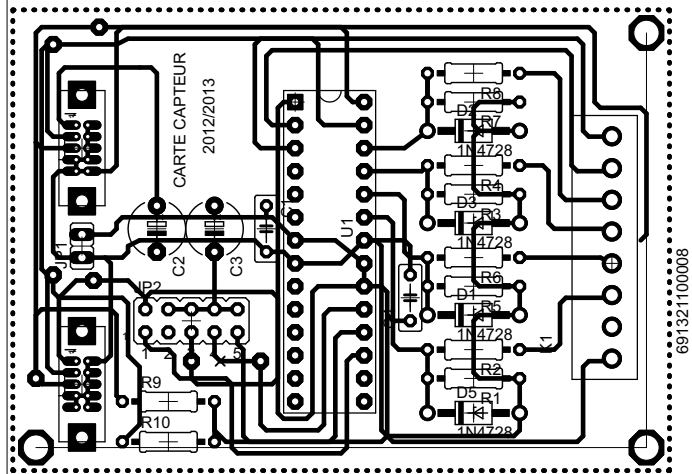 CARTE CAPTEUR
2012/2013
U1
C2
C3
JP1
JP2
1
1
2
5
R9
R10
R8
D2
R7
1N4728
R4
D3
R3
1N4728
R6
D1
R5
1N4728
R2
D5
R1
1N4728
691321100008